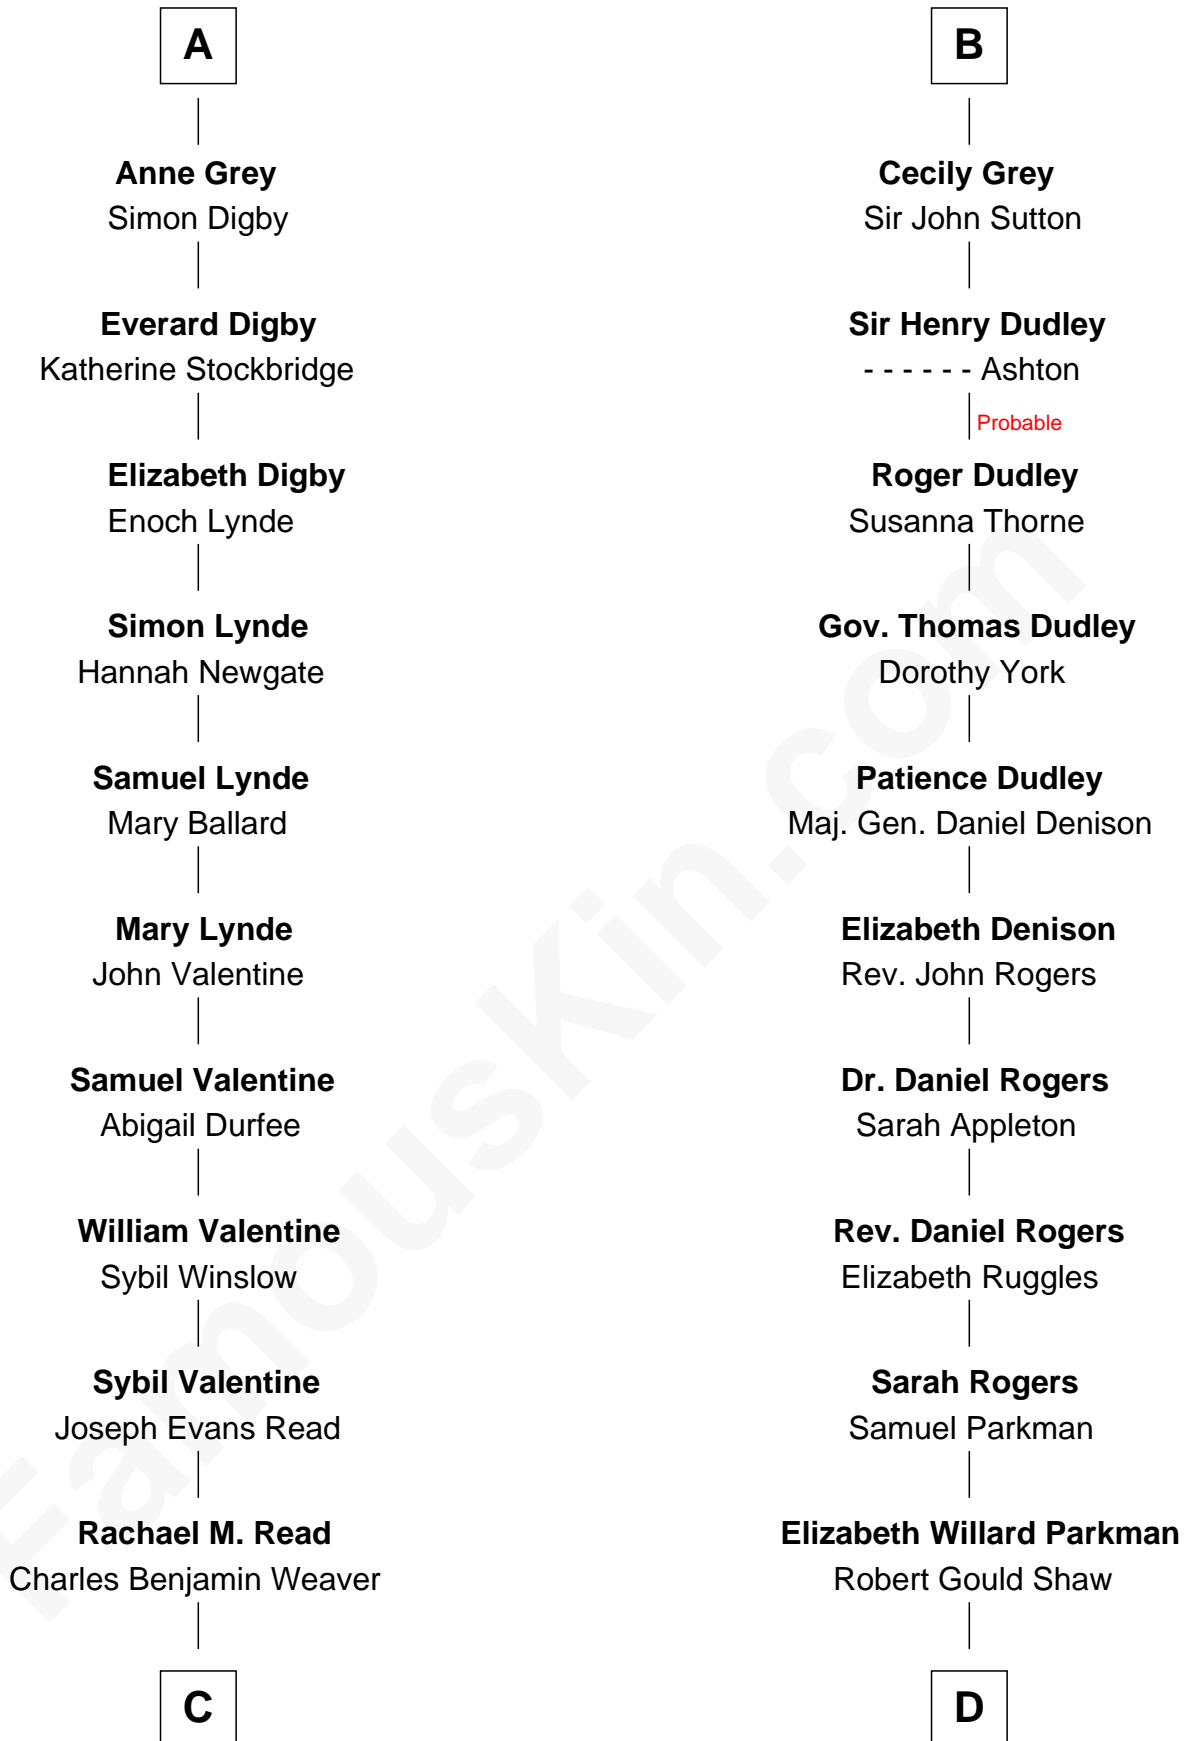 A
Anne Grey
Simon Digby
Everard Digby
Katherine Stockbridge
Elizabeth Digby
Enoch Lynde
Simon Lynde
Hannah Newgate
Samuel Lynde
Mary Ballard
Mary Lynde
John Valentine
Samuel Valentine
Abigail Durfee
William Valentine
Sybil Winslow
Sybil Valentine
Joseph Evans Read
Rachael M. Read
Charles Benjamin Weaver
C
B
Cecily Grey
Sir John Sutton
Sir Henry Dudley
- - - - - - Ashton
Probable
Roger Dudley
Susanna Thorne
Gov. Thomas Dudley
Dorothy York
Patience Dudley
Maj. Gen. Daniel Denison
Elizabeth Denison
Rev. John Rogers
Dr. Daniel Rogers
Sarah Appleton
Rev. Daniel Rogers
Elizabeth Ruggles
Sarah Rogers
Samuel Parkman
Elizabeth Willard Parkman
Robert Gould Shaw
D
FamousKin.com